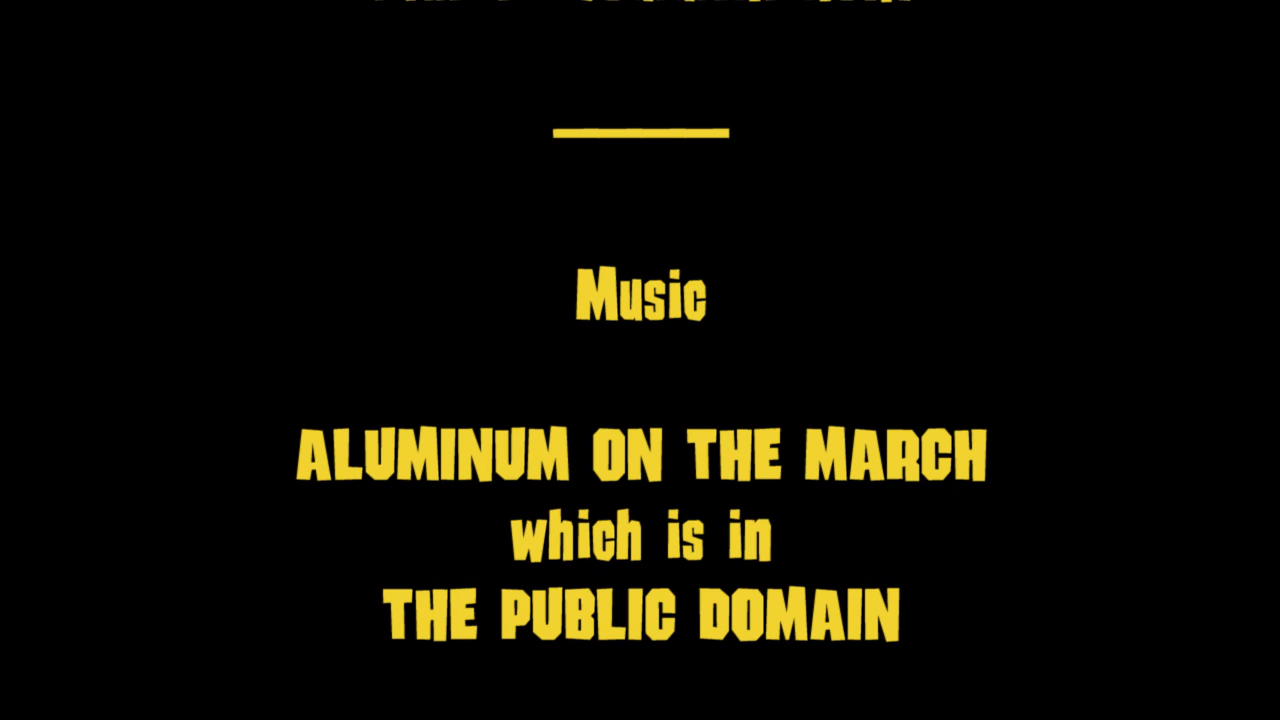 Music
ALUMINUM ON THE MARCH
which is in
THE PUBLIC DOMAIN